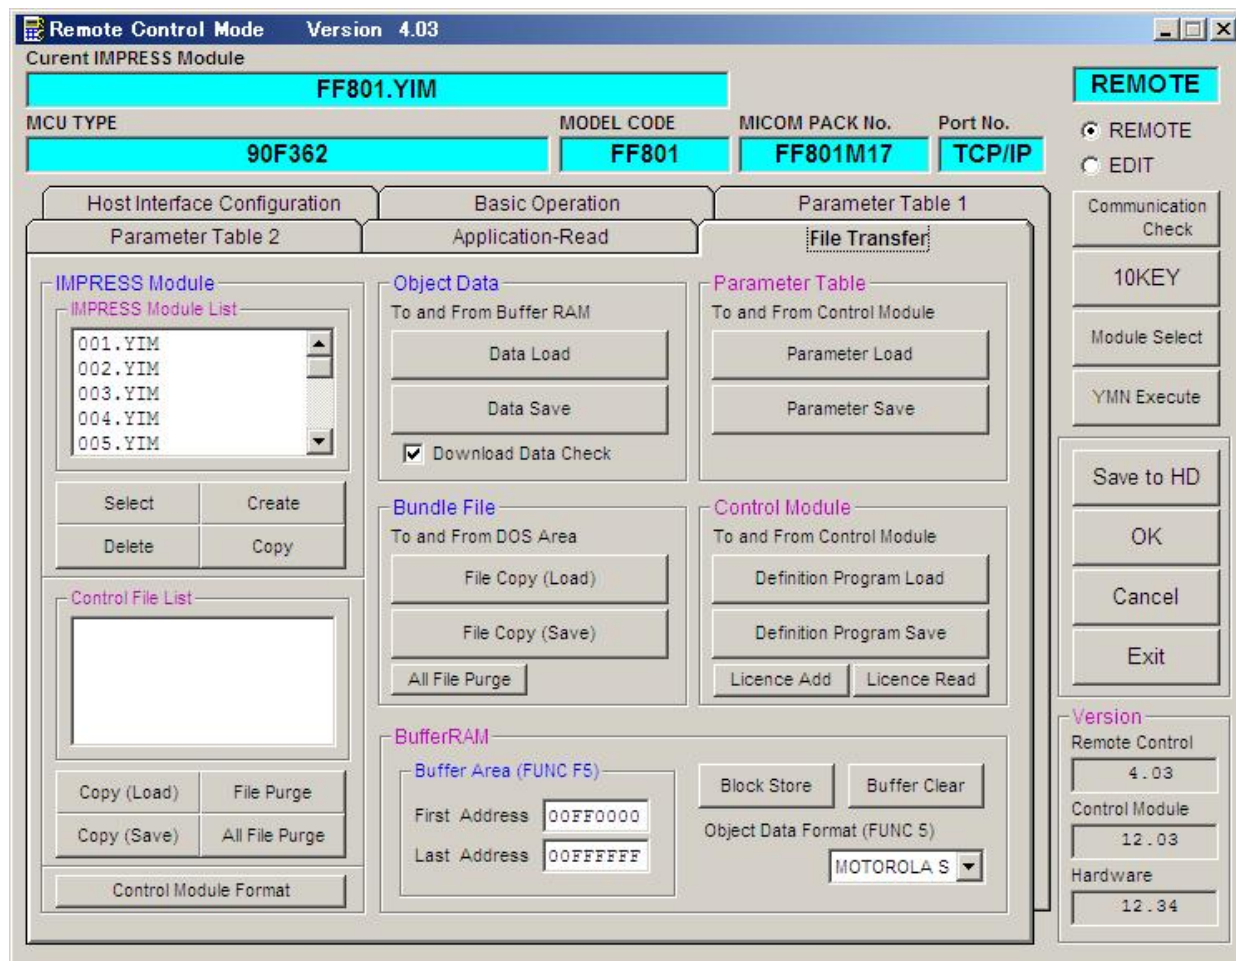 Remote Control Mode Version 4.03
Curent IMPRESS Module
FF801.YIM
MCU TYPE MODEL CODE MICOM PACK No. Port No.
90F362 FF801 FF801M17 TCP/IP
REMOTE
REMOTE
EDIT
Host Interface Configuration Basic Operation Parameter Table 1
Parameter Table 2 Application-Read File Transfer
IMPRESS Module
IMPRESS Module List
001.YIM
002.YIM
003.YIM
004.YIM
005.YIM
Select Create
Delete Copy
Control File List
Copy (Load) File Purge
Copy (Save) All File Purge
Control Module Format
Object Data
To and From Buffer RAM
Data Load
Data Save
Download Data Check
Parameter Table
To and From Control Module
Parameter Load
Parameter Save
Bundle File
To and From DOS Area
File Copy (Load)
File Copy (Save)
All File Purge
Control Module
To and From Control Module
Definition Program Load
Definition Program Save
Licence Add Licence Read
BufferRAM
Buffer Area (FUNC F5)
First Address 00FF0000
Last Address 00FFFFFF
Block Store Buffer Clear
Object Data Format (FUNC 5)
MOTOROLA S
Communication
Check
10KEY
Module Select
YMN Execute
Save to HD
OK
Cancel
Exit
Version
Remote Control
4.03
Control Module
12.03
Hardware
12.34